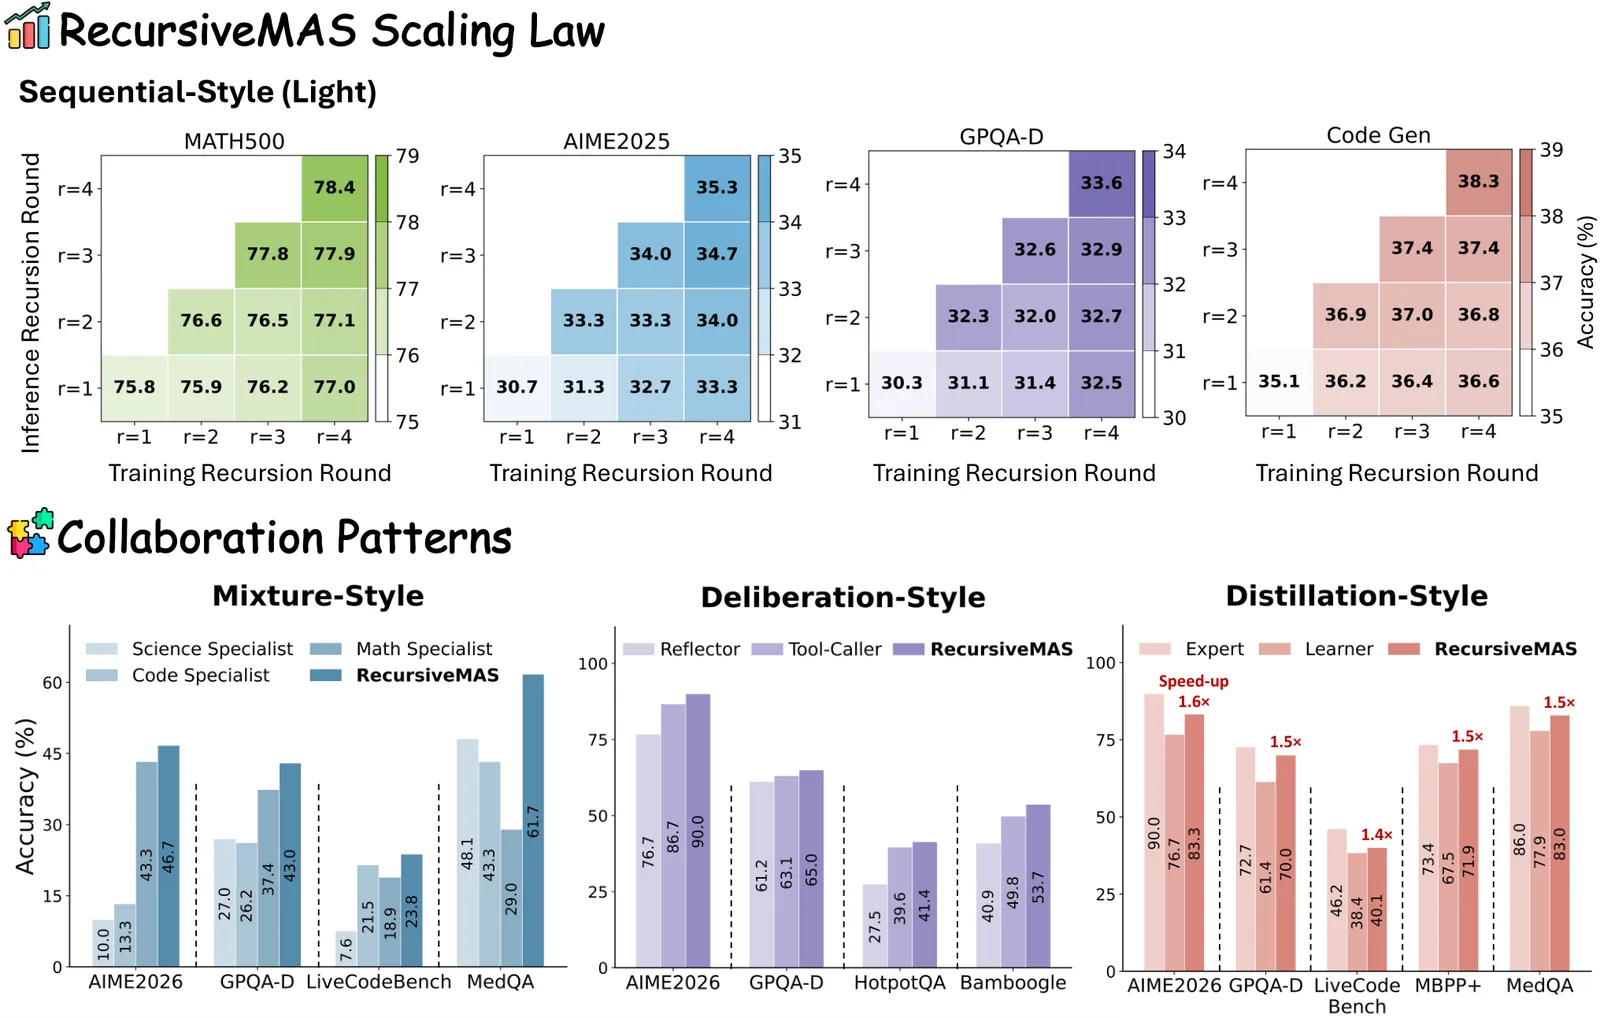 RecursiveMAS Scaling Law
Sequential-Style (Light)
MATH500
Inference Recursion Round
r=4
r=3
r=2
r=1
78.4
77.8 77.9
76.6 76.5 77.1
75.8 75.9 76.2 77.0
r=1 r=2 r=3 r=4
Training Recursion Round
79
78
77
76
75
AIME2025
r=4
r=3
r=2
r=1
35.3
34.0 34.7
33.3 33.3 34.0
30.7 31.3 32.7 33.3
r=1 r=2 r=3 r=4
Training Recursion Round
35
34
33
32
31
GPQA-D
r=4
r=3
r=2
r=1
33.6
32.6 32.9
32.3 32.0 32.7
30.3 31.1 31.4 32.5
r=1 r=2 r=3 r=4
Training Recursion Round
34
33
32
31
30
Code Gen
r=4
r=3
r=2
r=1
38.3
37.4 37.4
36.9 37.0 36.8
35.1 36.2 36.4 36.6
r=1 r=2 r=3 r=4
Training Recursion Round
39
38
37
36
35
Accuracy (%)
Collaboration Patterns
Mixture-Style
Science Specialist Math Specialist
Code Specialist RecursiveMAS
Accuracy (%)
60
45
30
15
0
10.0 13.3 43.3 46.7
27.0 26.2 37.4 43.0
7.6 21.5 18.9 23.8
48.1 43.3 29.0 61.7
AIME2026 GPQA-D LiveCodeBench MedQA
Deliberation-Style
Reflector Tool-Caller RecursiveMAS
100
75
50
25
0
76.7 86.7 90.0
61.2 63.1 65.0
27.5 39.6 41.4
40.9 49.8 53.7
AIME2026 GPQA-D HotpotQA Bamboogle
Distillation-Style
Expert Learner RecursiveMAS
100
75
50
25
0
Speed-up
1.6×
1.5×
1.4×
1.5×
1.5×
90.0 76.7 83.3
72.7 61.4 70.0
46.2 38.4 40.1
73.4 67.5 71.9
86.0 77.9 83.0
AIME2026 GPQA-D LiveCode MBPP+ MedQA
Bench